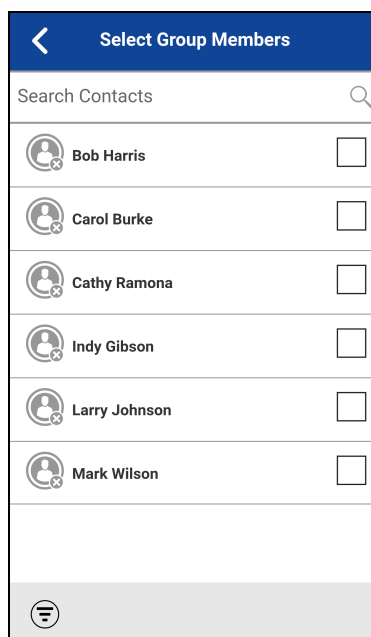 Select Group Members
Search Contacts
Bob Harris
Carol Burke
Cathy Ramona
Indy Gibson
Larry Johnson
Mark Wilson